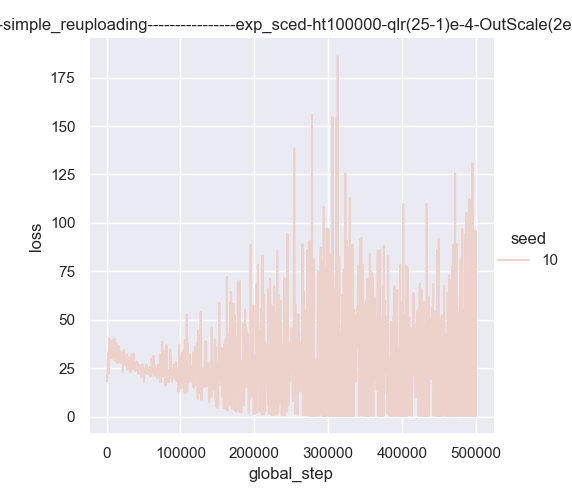 -simple_reuploading----------------exp_sced-ht100000-qlr(25-1)e-4-OutScale(2e
175
150
125
100
75
50
25
0
loss
0 100000 200000 300000 400000 500000
global_step
seed
10